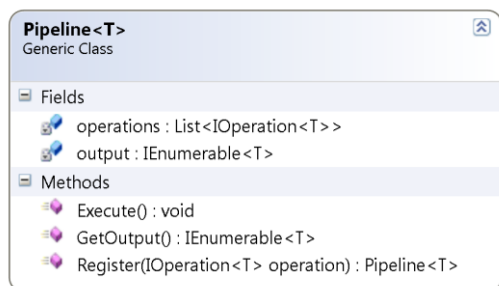 Pipeline<T>
Generic Class
Fields
operations : List<IOperation<T>>
output : IEnumerable<T>
Methods
Execute() : void
GetOutput() : IEnumerable<T>
Register(IOperation<T> operation) : Pipeline<T>